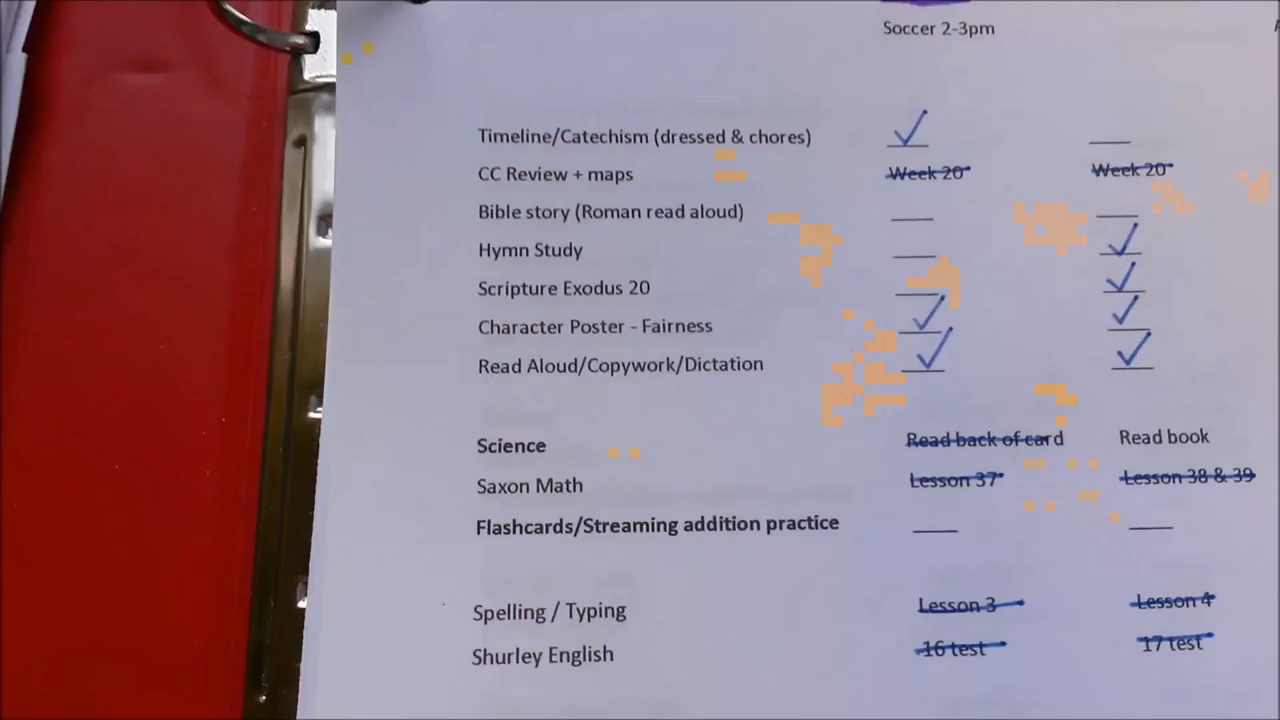 Soccer 2-3pm
Timeline/Catechism (dressed & chores)
CC Review + maps Week 20 Week 20
Bible story (Roman read aloud)
Hymn Study
Scripture Exodus 20
Character Poster - Fairness
Read Aloud/Copywork/Dictation
Science Read back of card Read book
Saxon Math Lesson 37 Lesson 38 & 39
Flashcards/Streaming addition practice
Spelling / Typing Lesson 3 Lesson 4
Shurley English 16 test 17 test